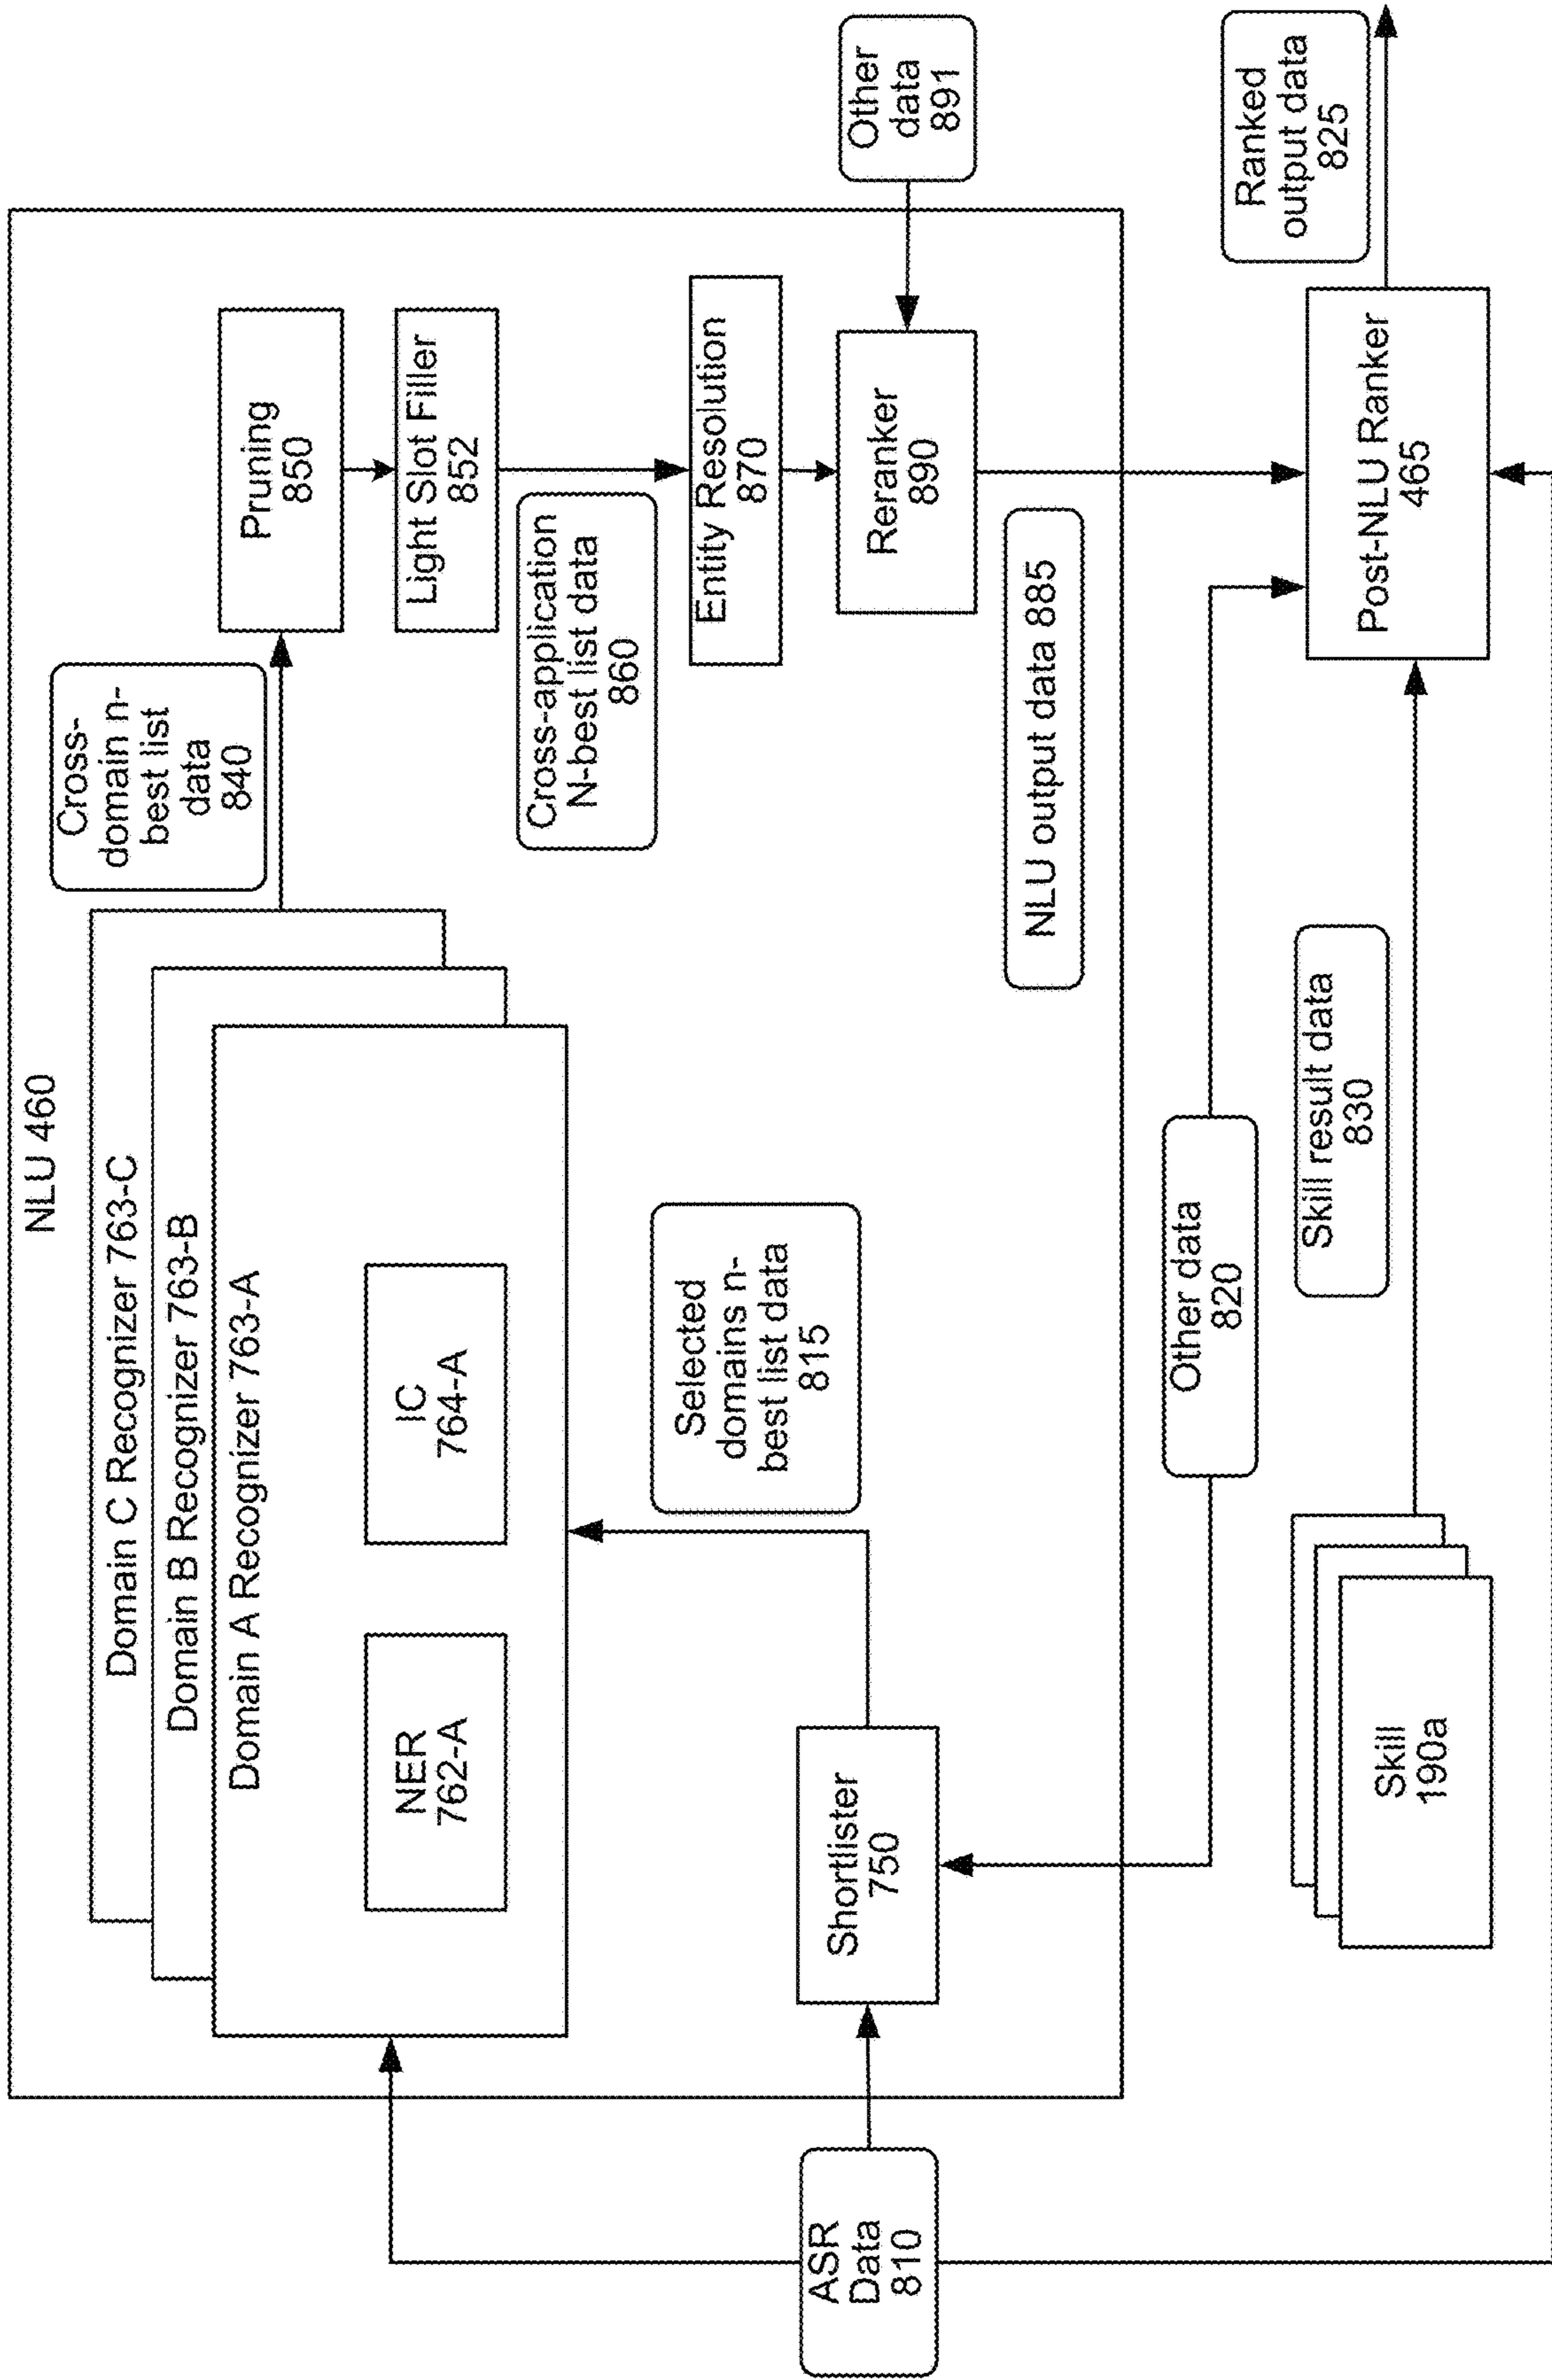 NLU 460
Domain C Recognizer 763-C
Domain B Recognizer 763-B
Domain A Recognizer 763-A
NER
762-A
IC
764-A
Cross-
domain n-
best list
data
840
Pruning
850
Light Slot Filler
852
Cross-application
N-best list data
860
Entity Resolution
870
Reranker
890
Other
data
891
Selected
domains n-
best list data
815
Shortlister
750
ASR
Data
810
NLU output data 885
Other data
820
Skill result data
830
Skill
190a
Post-NLU Ranker
465
Ranked
output data
825